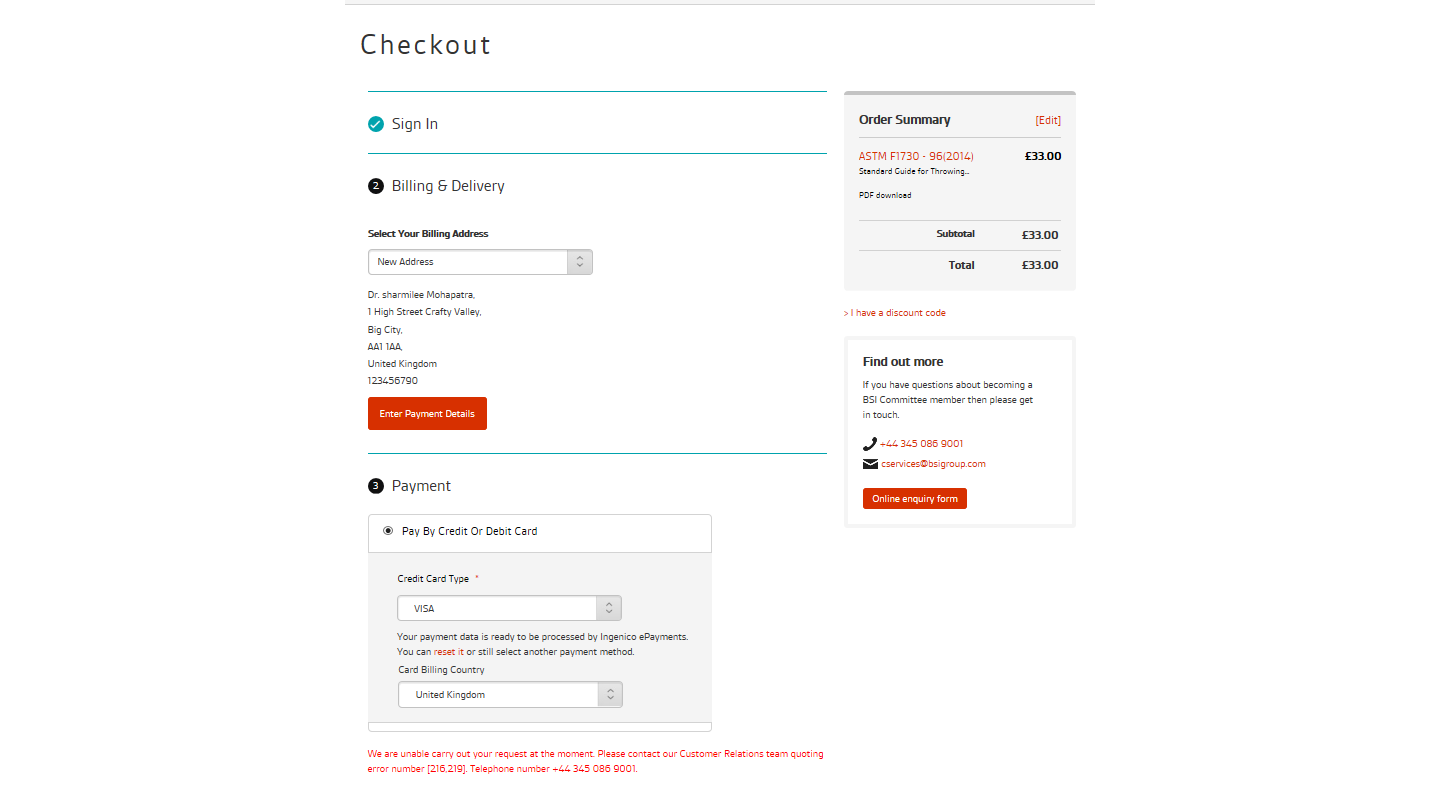 Checkout
Sign In
2 Billing & Delivery
Select Your Billing Address
New Address
Dr. sharmilee Mohapatra,
1 High Street Crafty Valley,
Big City,
AA1 1AA,
United Kingdom
123456790
Enter Payment Details
3 Payment
Pay By Credit Or Debit Card
Credit Card Type *
VISA
Your payment data is ready to be processed by Ingenico ePayments.
You can reset it or still select another payment method.
Card Billing Country
United Kingdom
We are unable carry out your request at the moment. Please contact our Customer Relations team quoting
error number [216,219]. Telephone number +44 345 086 9001.
Order Summary [Edit]
ASTM F1730 - 96(2014) £33.00
Standard Guide for Throwing...
PDF download
Subtotal £33.00
Total £33.00
> I have a discount code
Find out more
If you have questions about becoming a
BSI Committee member then please get
in touch.
+44 345 086 9001
cservices@bsigroup.com
Online enquiry form